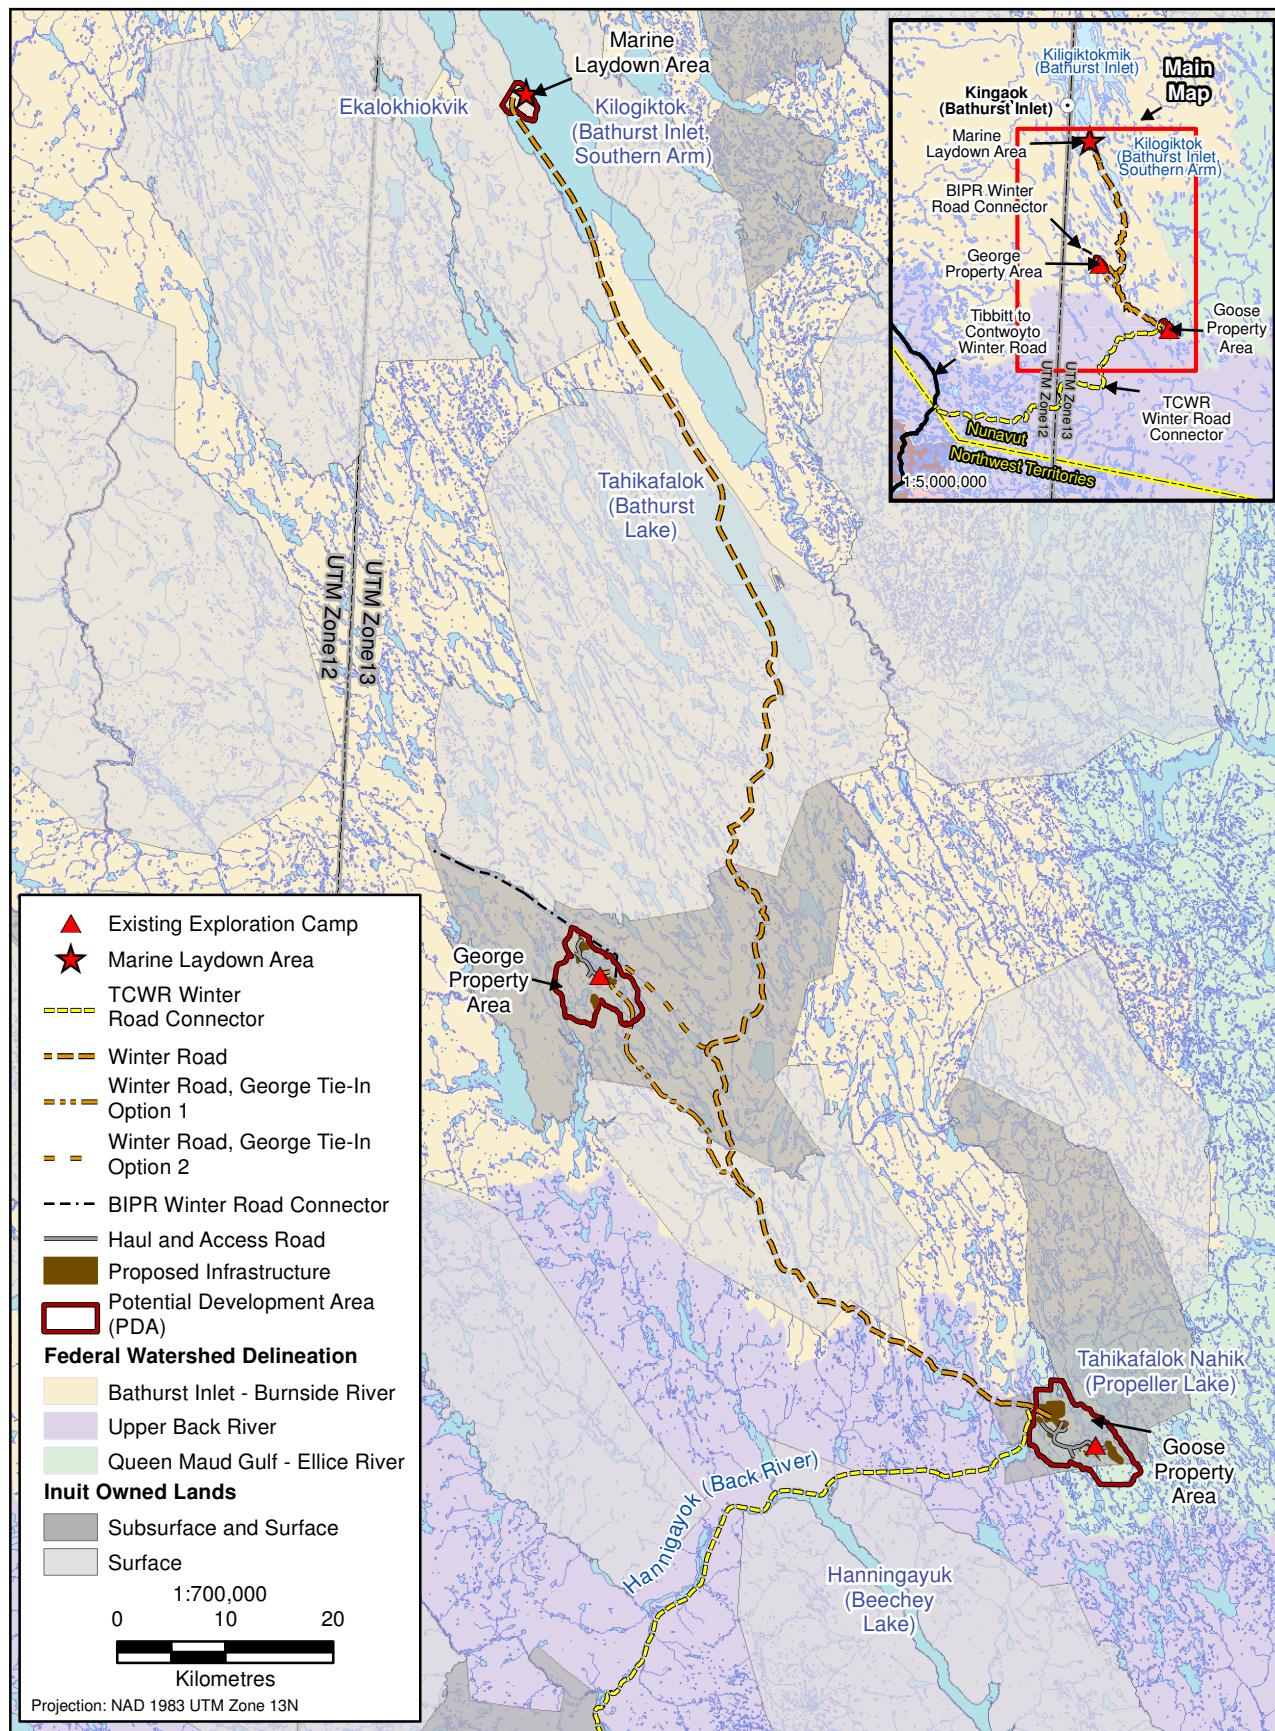 Marine
Laydown Area
Ekalokhiokvik
Kilogiktok
(Bathurst Inlet,
Southern Arm)
Tahikafalok
(Bathurst
Lake)
UTM Zone12
UTM Zone13
George
Property
Area
Tahikafalok Nahik
(Propeller Lake)
Goose
Property
Area
Hannigayok (Back River)
Hanningayuk
(Beechey
Lake)
Kiligiktokmik
(Bathurst Inlet)
Main
Map
Kingaok
(Bathurst Inlet)
Marine
Laydown Area
Kilogiktok
(Bathurst Inlet,
Southern Arm)
BIPR Winter
Road Connector
George
Property Area
Tibbitt to
Contwoyto
Winter Road
Goose
Property
Area
UTM Zone12
UTM Zone13
TCWR
Winter Road
Connector
Nunavut
Northwest Territories
1:5,000,000
Existing Exploration Camp
Marine Laydown Area
TCWR Winter
Road Connector
Winter Road
Winter Road, George Tie-In
Option 1
Winter Road, George Tie-In
Option 2
BIPR Winter Road Connector
Haul and Access Road
Proposed Infrastructure
Potential Development Area
(PDA)
Federal Watershed Delineation
Bathurst Inlet - Burnside River
Upper Back River
Queen Maud Gulf - Ellice River
Inuit Owned Lands
Subsurface and Surface
Surface
1:700,000
0 10 20
Kilometres
Projection: NAD 1983 UTM Zone 13N